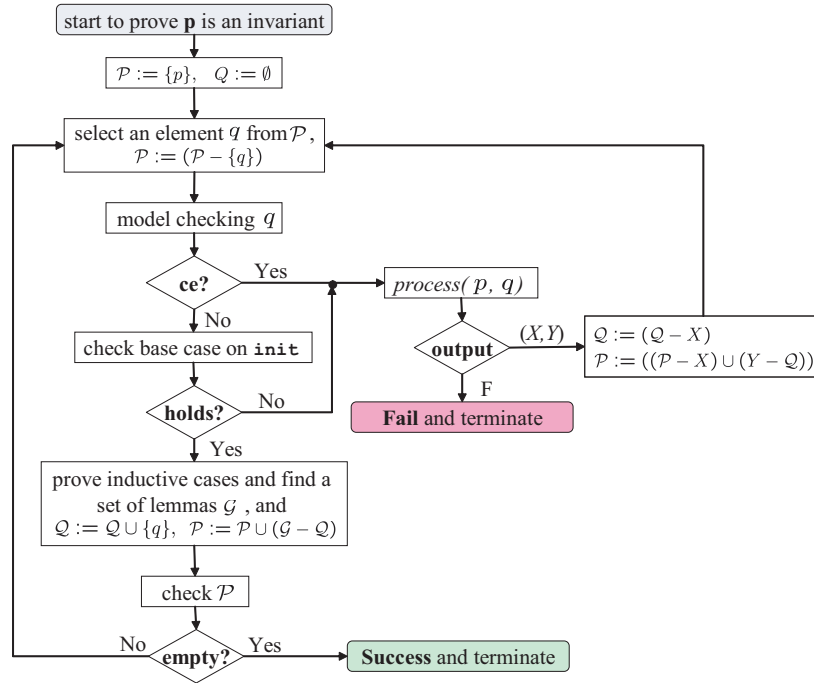 start to prove p is an invariant
𝒫 := {p}, Q := ∅
select an element q from 𝒫 ,
𝒫 := (𝒫 − {q})
model checking q
ce?
Yes
No
process( p, q)
output
(X,Y)
F
𝒬 := (𝒬 − X)
𝒫 := ((𝒫 − X) ∪ (Y − 𝒬))
Fail and terminate
check base case on init
holds?
No
Yes
prove inductive cases and find a
set of lemmas 𝒢 , and
𝒬 := 𝒬 ∪ {q}, 𝒫 := 𝒫 ∪ (𝒢 − 𝒬)
check 𝒫
empty?
No
Yes
Success and terminate